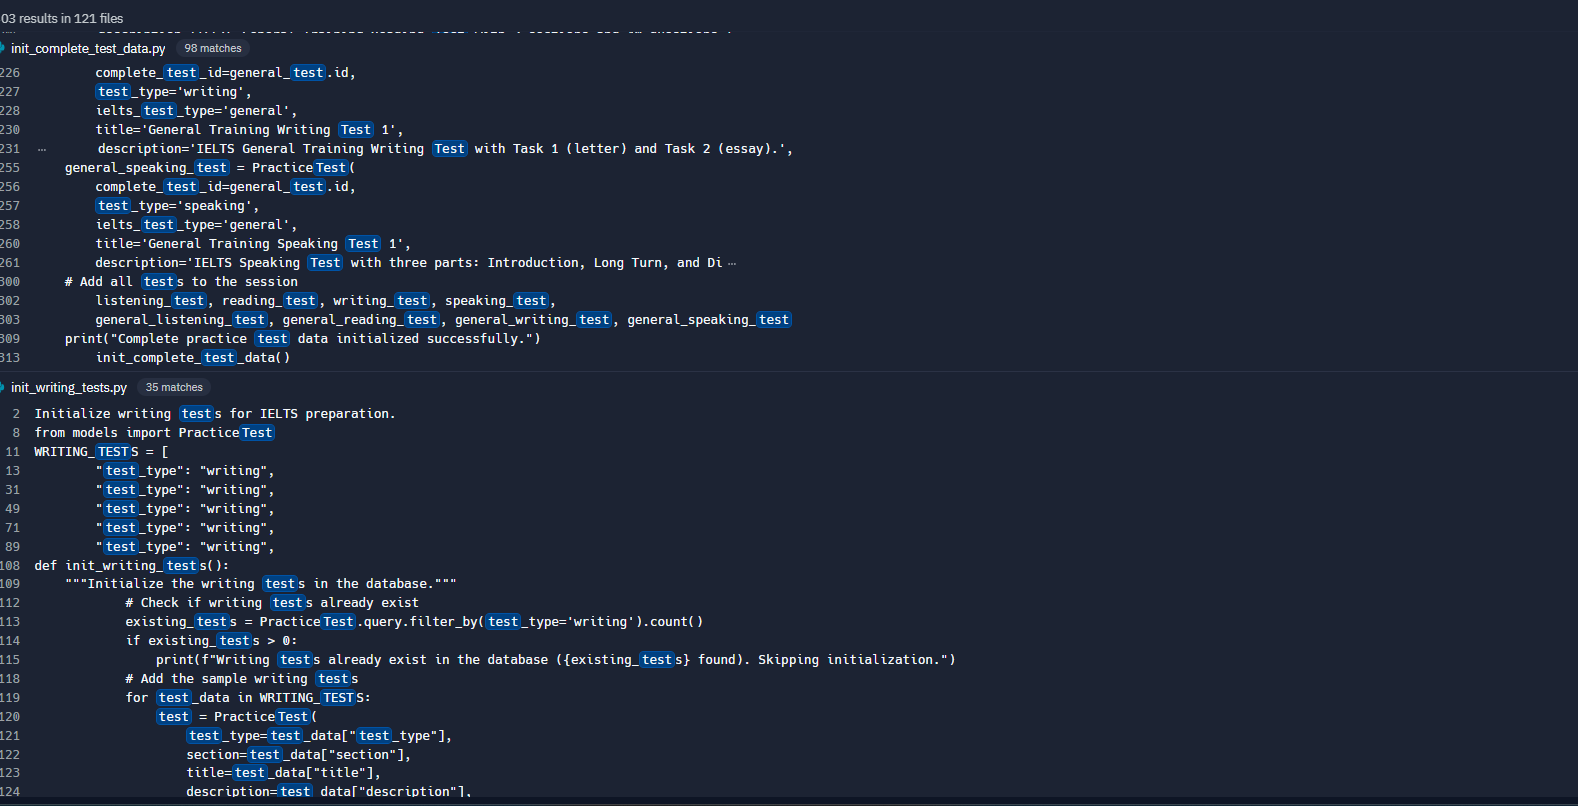 03 results in 121 files
init_complete_test_data.py 98 matches
226 complete_test_id=general_test.id,
227 test_type='writing',
228 ielts_test_type='general',
230 title='General Training Writing Test 1',
231 … description='IELTS General Training Writing Test with Task 1 (letter) and Task 2 (essay).',
255 general_speaking_test = PracticeTest(
256 complete_test_id=general_test.id,
257 test_type='speaking',
258 ielts_test_type='general',
260 title='General Training Speaking Test 1',
261 description='IELTS Speaking Test with three parts: Introduction, Long Turn, and Di …
300 # Add all tests to the session
302 listening_test, reading_test, writing_test, speaking_test,
303 general_listening_test, general_reading_test, general_writing_test, general_speaking_test
309 print("Complete practice test data initialized successfully.")
313 init_complete_test_data()
init_writing_tests.py 35 matches
2 Initialize writing tests for IELTS preparation.
8 from models import PracticeTest
11 WRITING_TESTS = [
13 "test_type": "writing",
31 "test_type": "writing",
49 "test_type": "writing",
71 "test_type": "writing",
89 "test_type": "writing",
108 def init_writing_tests():
109 """Initialize the writing tests in the database."""
112 # Check if writing tests already exist
113 existing_tests = PracticeTest.query.filter_by(test_type='writing').count()
114 if existing_tests > 0:
115 print(f"Writing tests already exist in the database ({existing_tests} found). Skipping initialization.")
118 # Add the sample writing tests
119 for test_data in WRITING_TESTS:
120 test = PracticeTest(
121 test_type=test_data["test_type"],
122 section=test_data["section"],
123 title=test_data["title"],
124 description=test_data["description"],